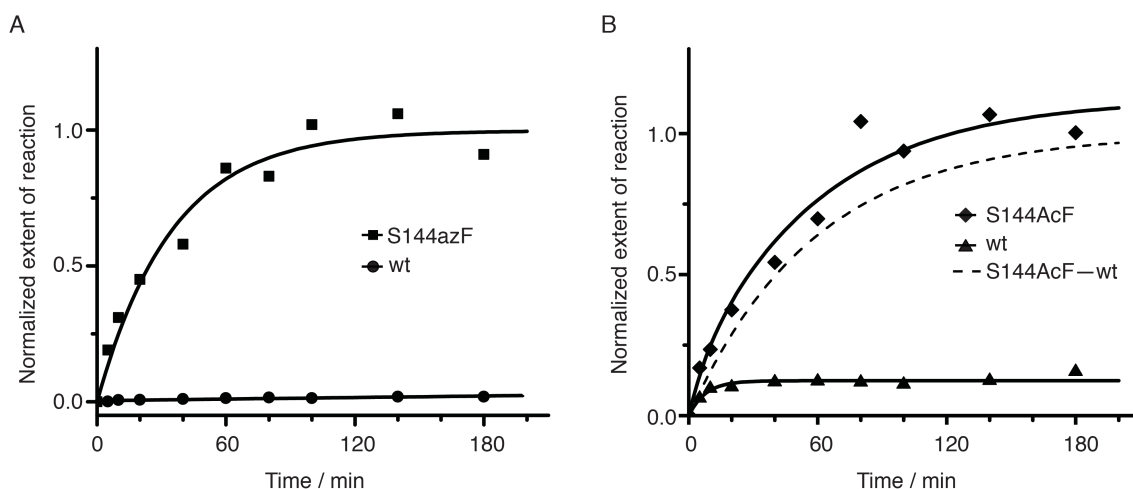 A
Normalized extent of reaction
1.0
0.5
0.0
S144azF
wt
0 60 120 180
Time / min
B
Normalized extent of reaction
1.0
0.5
0.0
S144AcF
wt
S144AcF—wt
0 60 120 180
Time / min